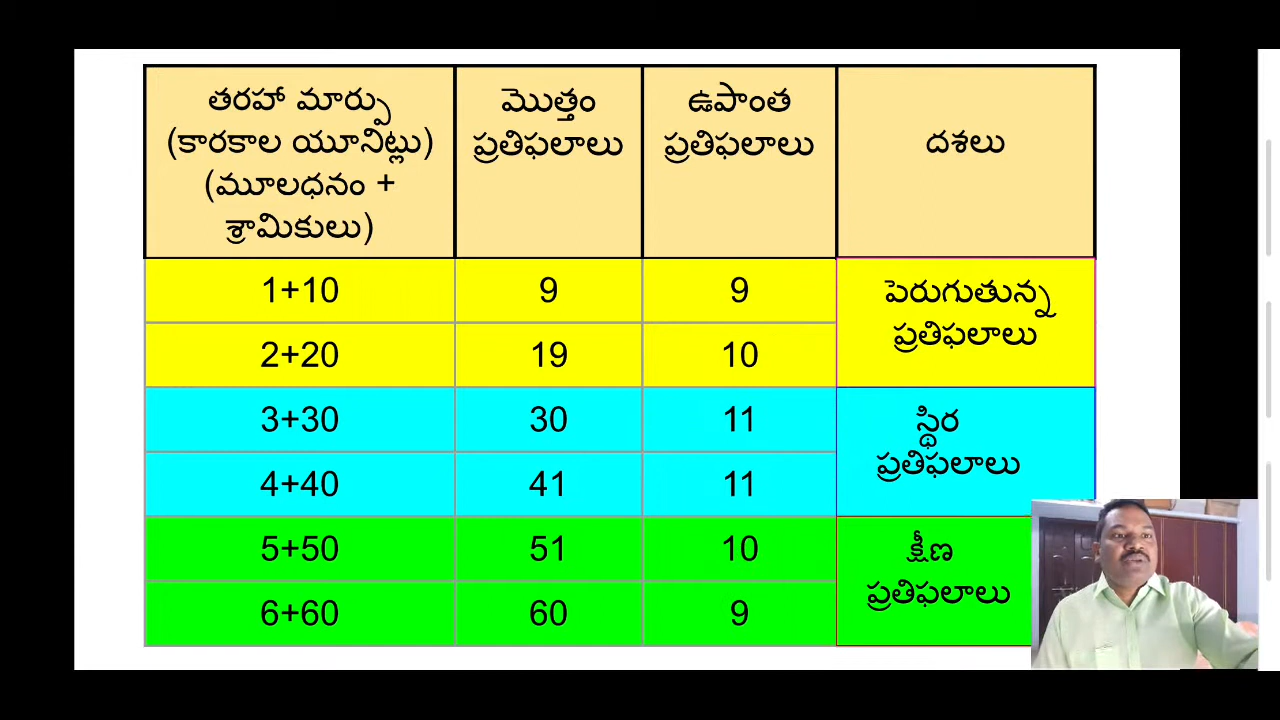 తరహా మార్పు
(కారకాల యూనిట్లు)
(మూలధనం +
శ్రామికులు)
మొత్తం
ప్రతిఫలాలు
ఉపాంత
ప్రతిఫలాలు
దశలు
1+10 9 9
పెరుగుతున్న
ప్రతిఫలాలు
2+20 19 10
3+30 30 11
స్థిర
ప్రతిఫలాలు
4+40 41 11
5+50 51 10
క్షీణ
ప్రతిఫలాలు
6+60 60 9